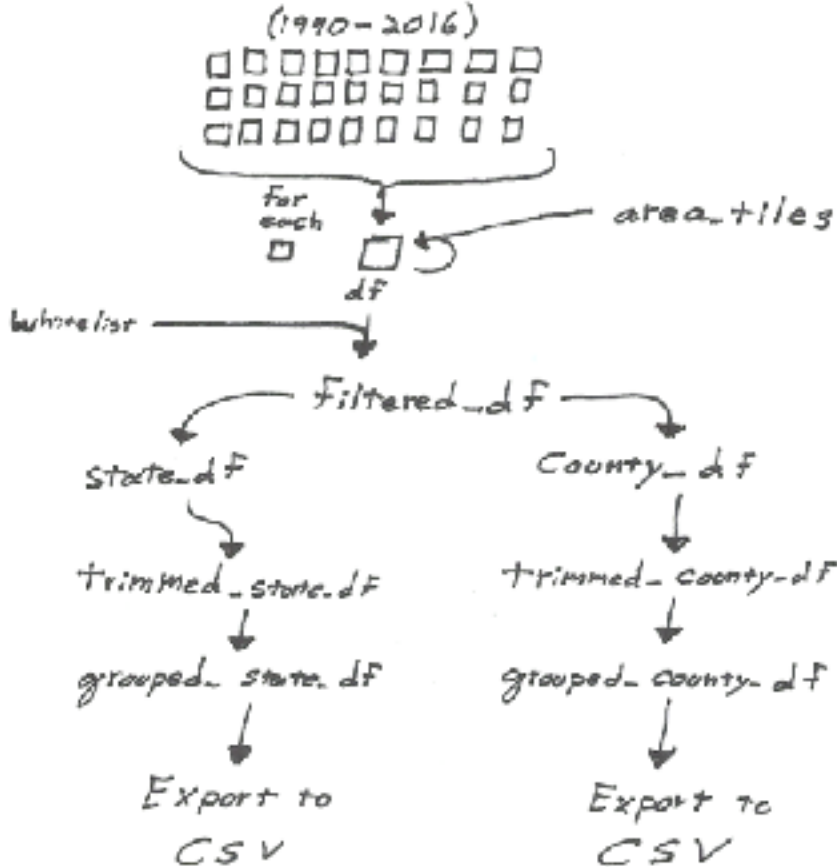 (1990-2016)
for
each
area_tiles
df
Whitelist
filtered_df
state_df
County_df
trimmed_state_df
trimmed_county_df
grouped_state_df
grouped_county_df
Export to
CSV
Export to
CSV